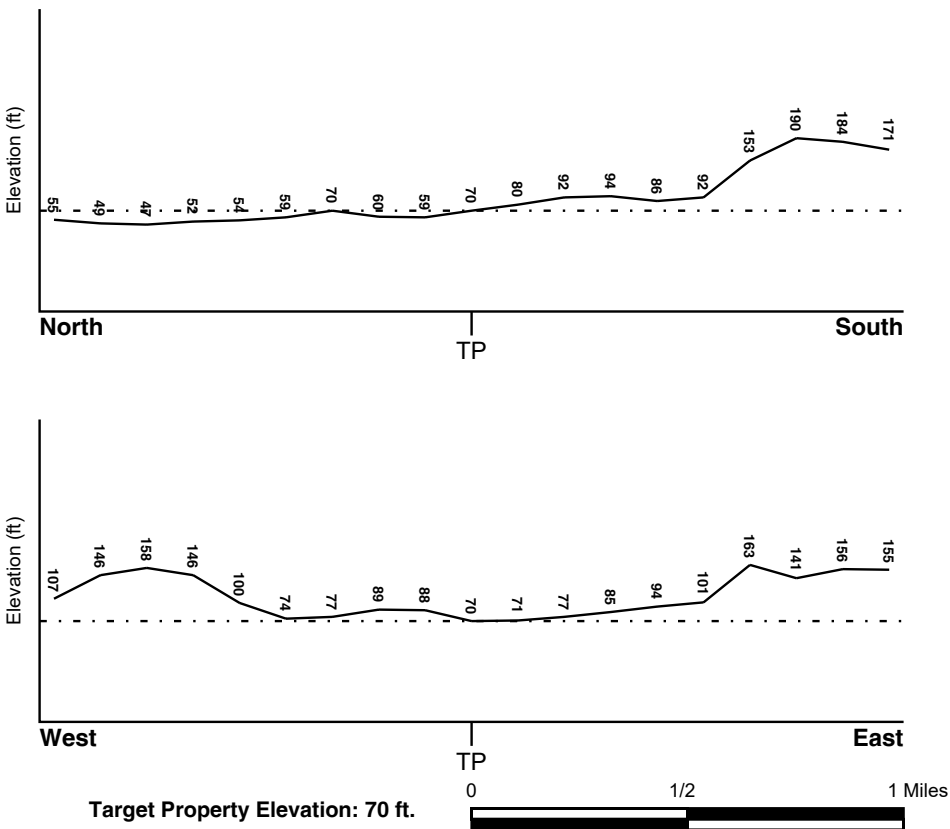 Elevation (ft)
55 49 47 52 54 59 70 60 59 70 80 92 94 86 92 153 190 184 171
North South
TP
Elevation (ft)
107 146 158 146 100 74 77 89 88 70 71 77 85 94 101 163 141 156 155
West East
TP
Target Property Elevation: 70 ft.
0 1/2 1 Miles